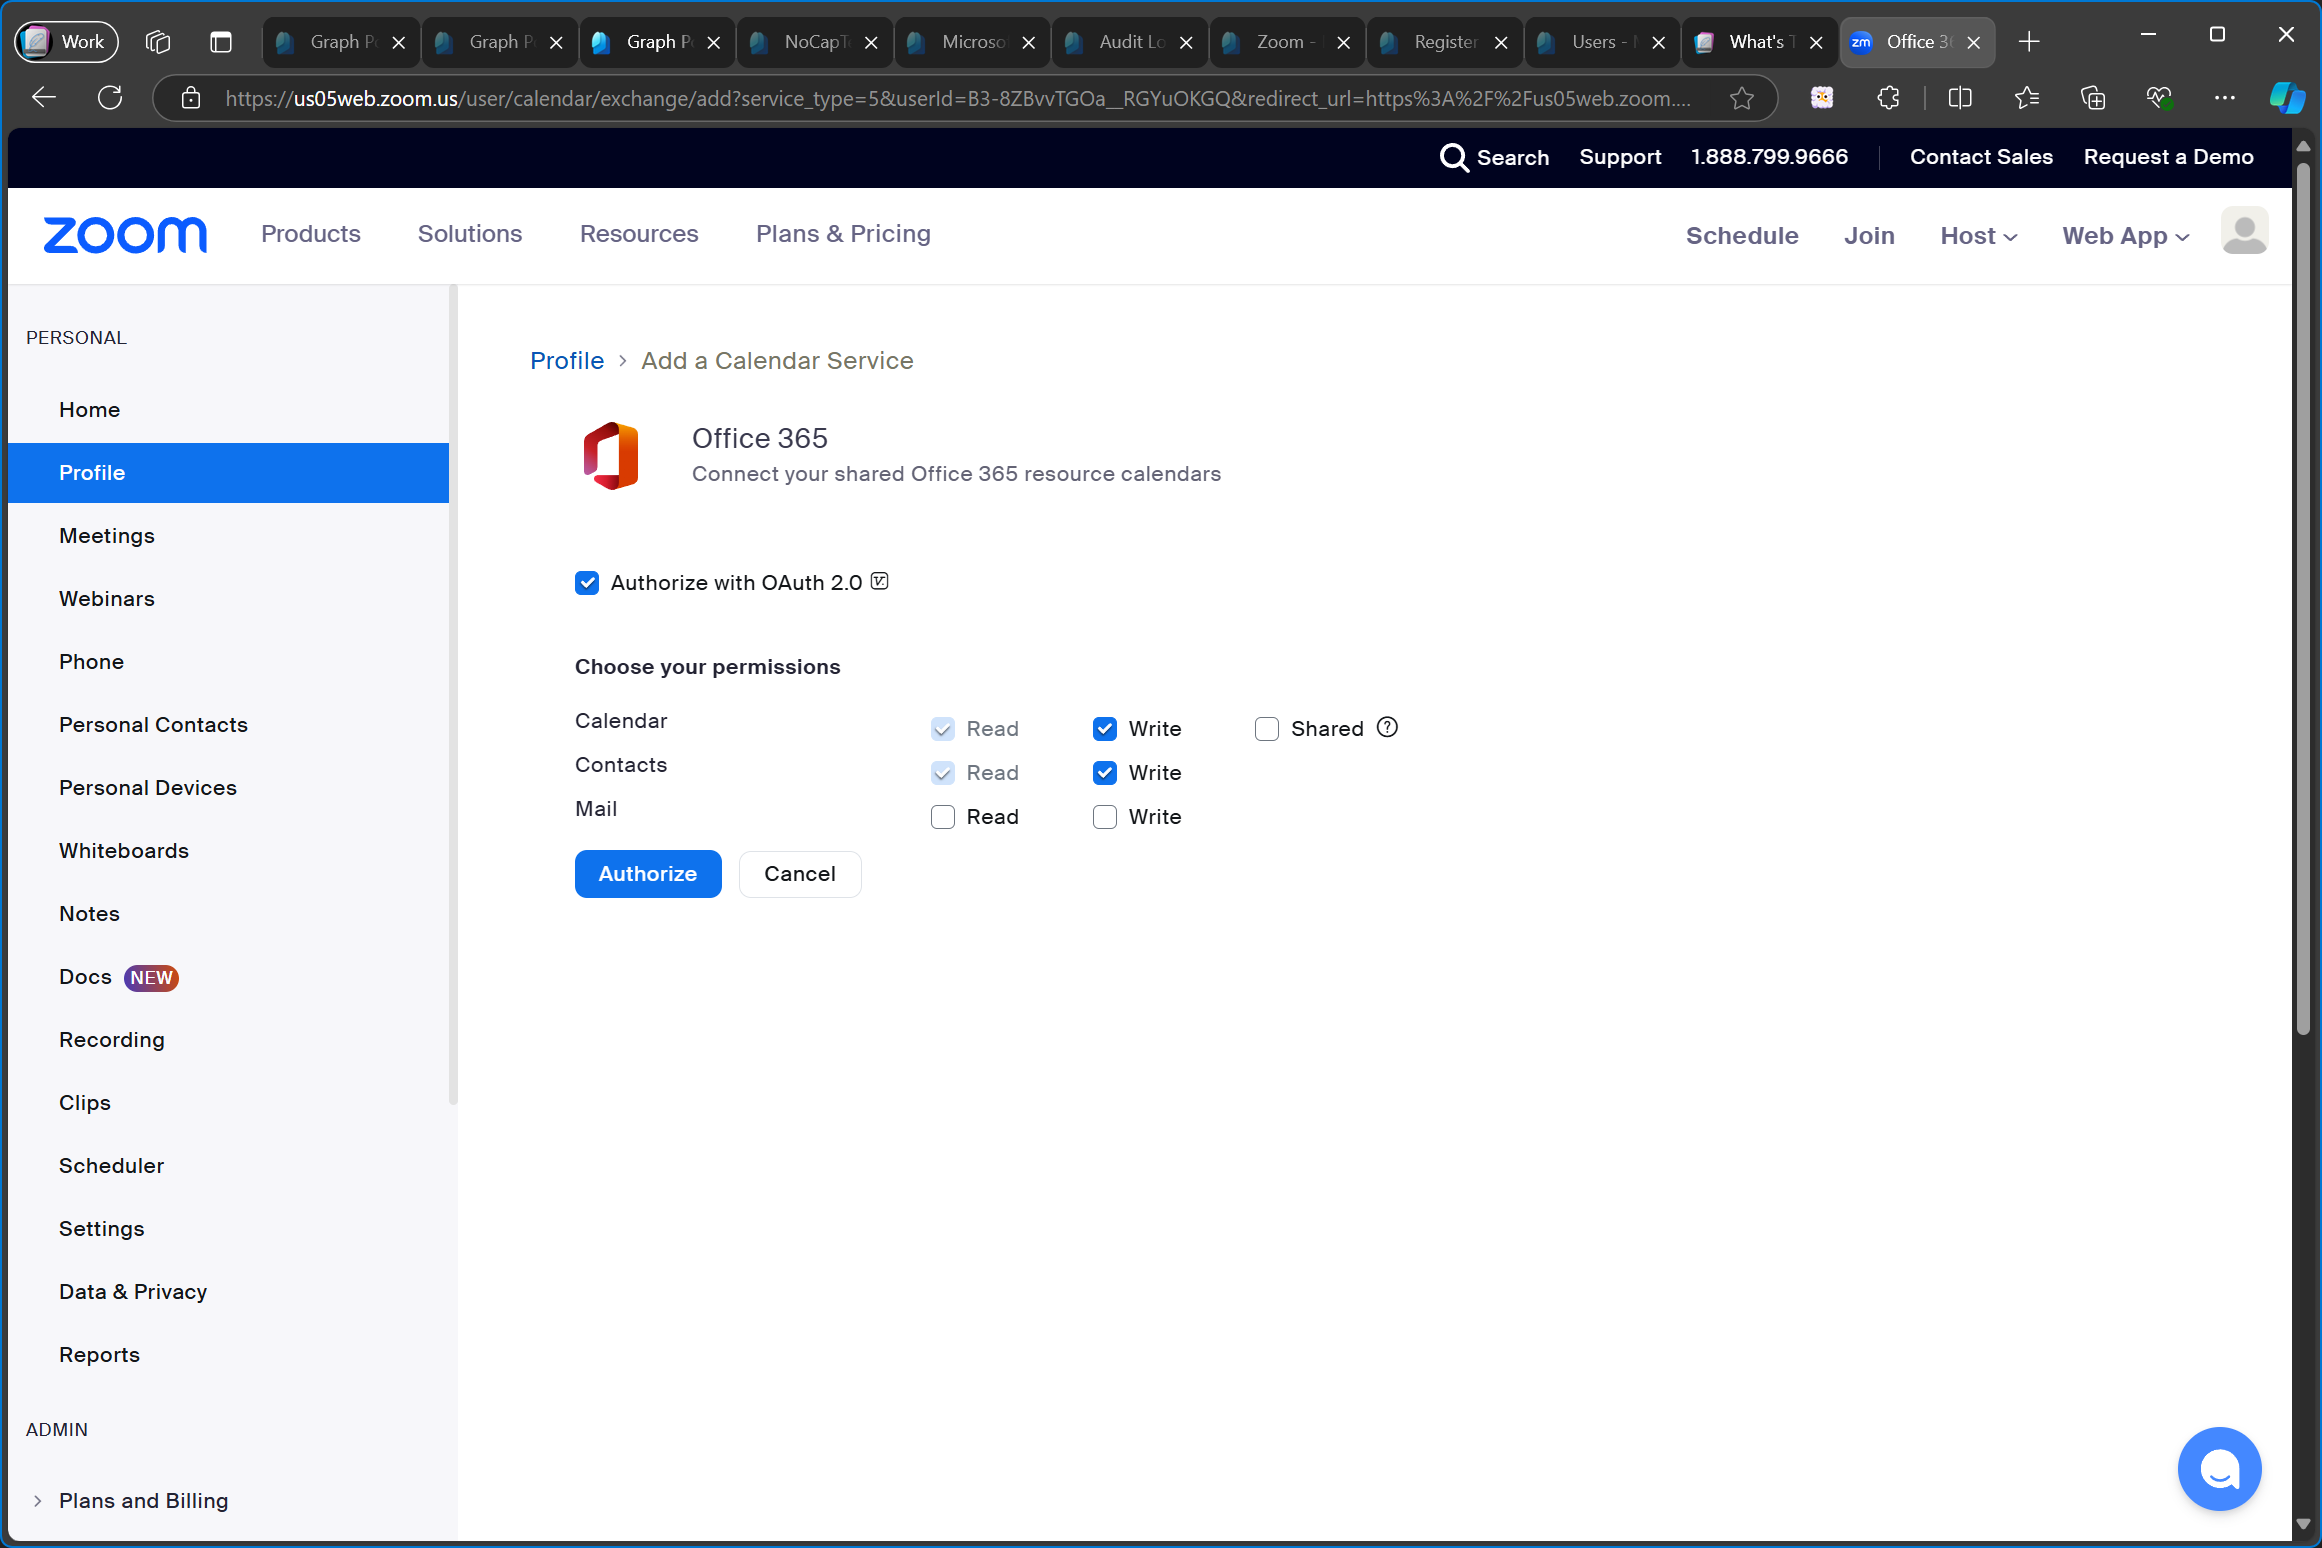 Work
Graph P
Graph P
Graph P
NoCapT
Microso
Audit Lo
Zoom -
Register
Users -
What's
Office 3
https://us05web.zoom.us/user/calendar/exchange/add?service_type=5&userId=B3-8ZBvvTGOa__RGYuOKGQ&redirect_url=https%3A%2F%2Fus05web.zoom....
Search
Support
1.888.799.9666
Contact Sales
Request a Demo
zoom
Products
Solutions
Resources
Plans & Pricing
Schedule
Join
Host
Web App
PERSONAL
Home
Profile
Meetings
Webinars
Phone
Personal Contacts
Personal Devices
Whiteboards
Notes
Docs NEW
Recording
Clips
Scheduler
Settings
Data & Privacy
Reports
ADMIN
Plans and Billing
Profile > Add a Calendar Service
Office 365
Connect your shared Office 365 resource calendars
Authorize with OAuth 2.0
Choose your permissions
Calendar Read Write Shared
Contacts Read Write
Mail Read Write
Authorize Cancel